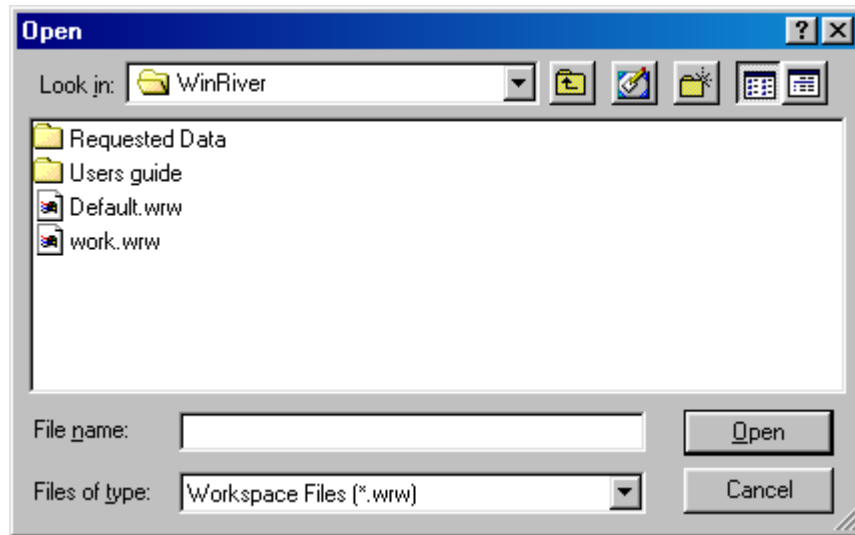 Open
Look in: WinRiver
Requested Data
Users guide
Default.wrw
work.wrw
File name: Open
Files of type: Workspace Files (*.wrw) Cancel